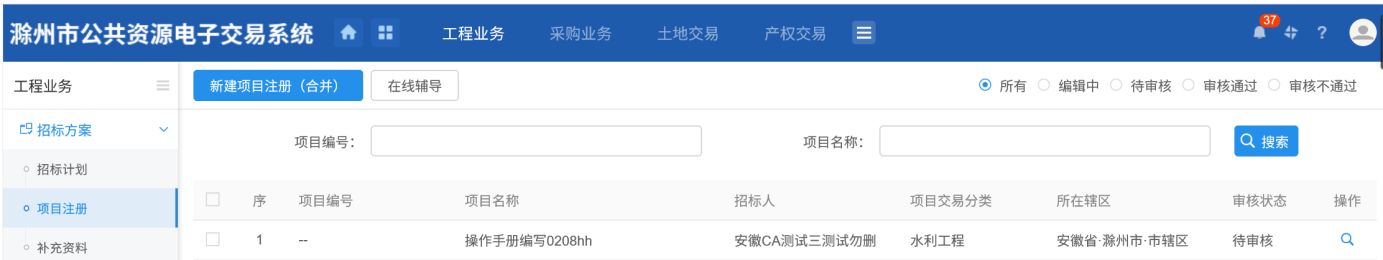 滁州市公共资源电子交易系统 工程业务 采购业务 土地交易 产权交易 37 ?
工程业务 新建项目注册（合并） 在线辅导 所有 编辑中 待审核 审核通过 审核不通过
招标方案
项目编号： 项目名称： 搜索
招标计划
项目注册 序 项目编号 项目名称 招标人 项目交易分类 所在辖区 审核状态 操作
补充资料 1 -- 操作手册编写0208hh 安徽CA测试三测试勿删 水利工程 安徽省·滁州市·市辖区 待审核